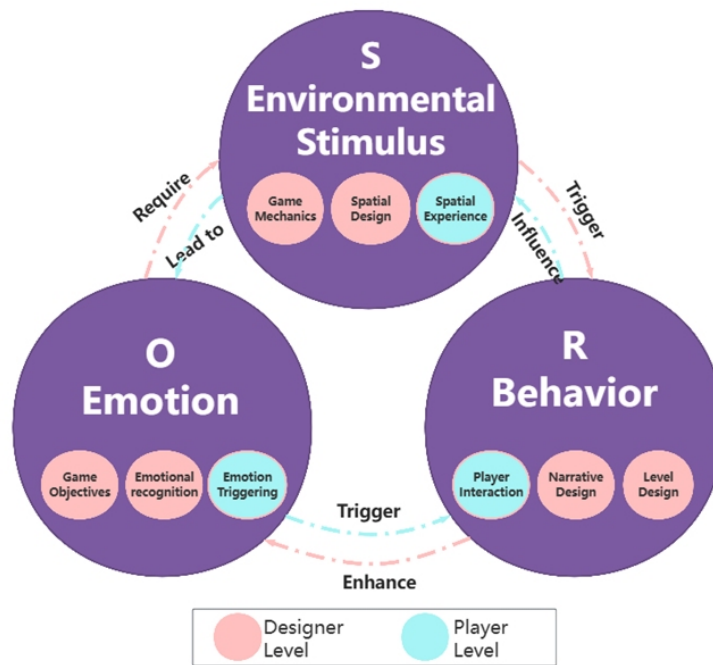 S
Environmental
Stimulus
Game
Mechanics
Spatial
Design
Spatial
Experience
Require
Lead to
Trigger
Influence
O
Emotion
Game
Objectives
Emotional
recognition
Emotion
Triggering
R
Behavior
Player
Interaction
Narrative
Design
Level
Design
Trigger
Enhance
Designer
Level
Player
Level